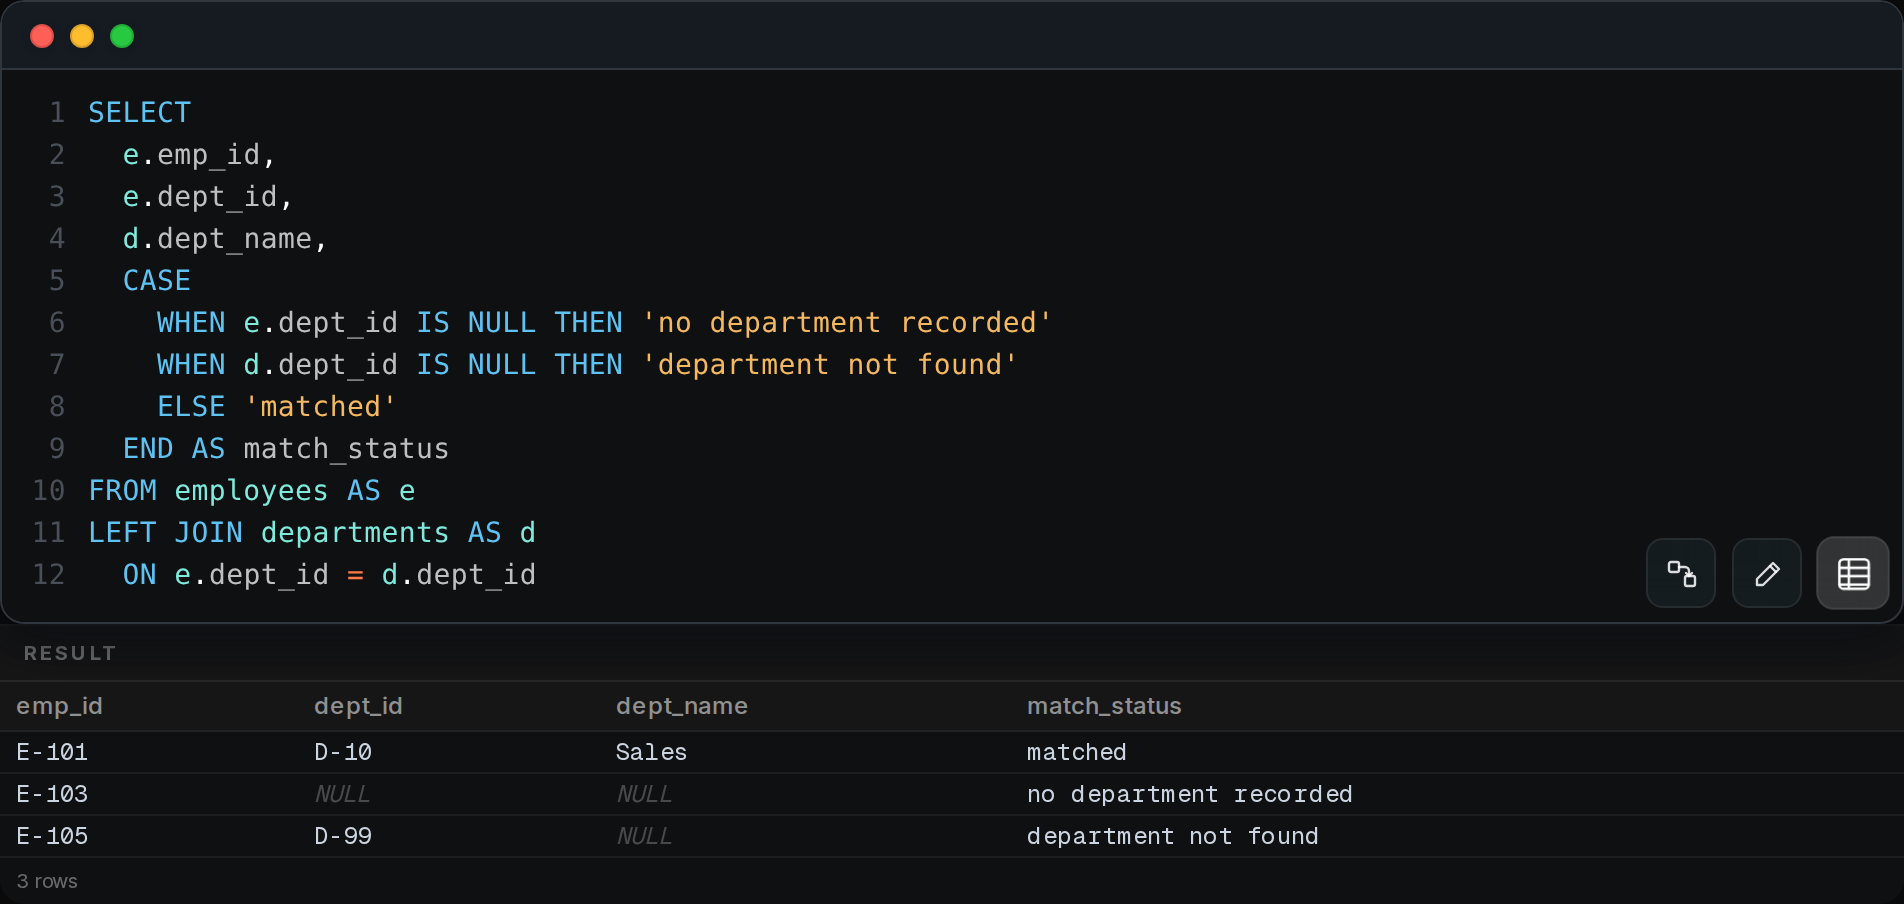 1 SELECT
2   e.emp_id,
3   e.dept_id,
4   d.dept_name,
5   CASE
6     WHEN e.dept_id IS NULL THEN 'no department recorded'
7     WHEN d.dept_id IS NULL THEN 'department not found'
8     ELSE 'matched'
9   END AS match_status
10 FROM employees AS e
11 LEFT JOIN departments AS d
12   ON e.dept_id = d.dept_id
RESULT
emp_id dept_id dept_name match_status
E-101 D-10 Sales matched
E-103 NULL NULL no department recorded
E-105 D-99 NULL department not found
3 rows